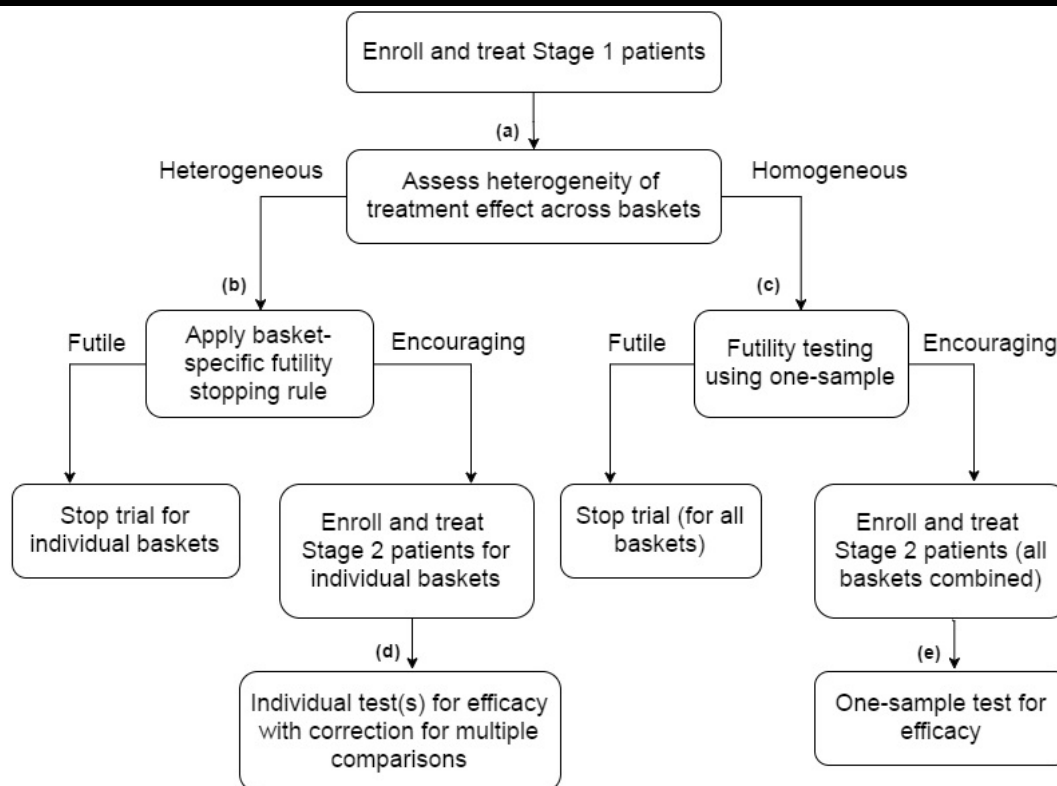 Enroll and treat Stage 1 patients
(a)
Heterogeneous
Homogeneous
Assess heterogeneity of
treatment effect across baskets
(b)
(c)
Futile
Apply basket-
specific futility
stopping rule
Encouraging
Futile
Futility testing
using one-sample
Encouraging
Stop trial for
individual baskets
Enroll and treat
Stage 2 patients for
individual baskets
Stop trial (for all
baskets)
Enroll and treat
Stage 2 patients (all
baskets combined)
(d)
(e)
Individual test(s) for efficacy
with correction for multiple
comparisons
One-sample test for
efficacy